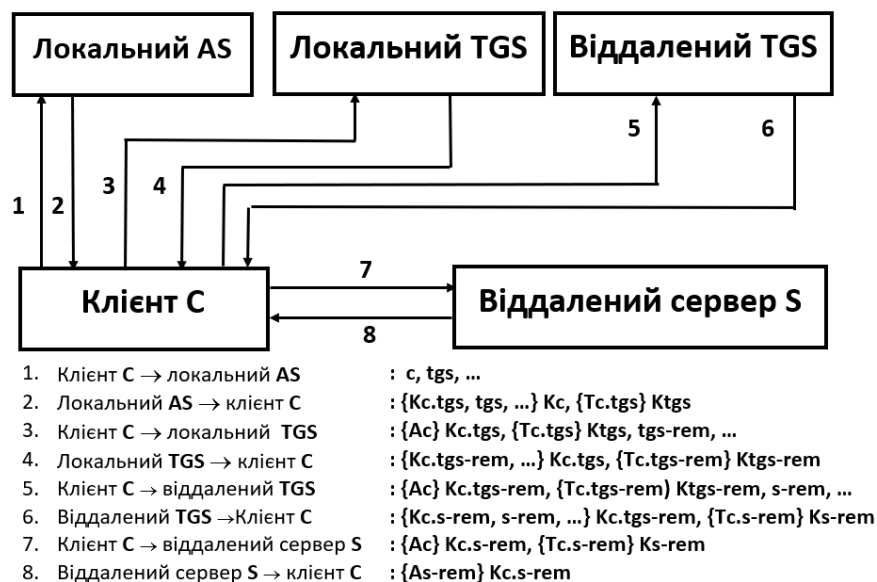 Локальний AS
Локальний TGS
Віддалений TGS
1
2
3
4
5
6
Клієнт C
7
Віддалений сервер S
8
1. Клієнт C → локальний AS : c, tgs, ...
2. Локальний AS → клієнт C : {Kc.tgs, tgs, ...} Kc, {Tc.tgs} Ktgs
3. Клієнт C → локальний TGS : {Ac} Kc.tgs, {Tc.tgs} Ktgs, tgs-rem, ...
4. Локальний TGS → клієнт C : {Kc.tgs-rem, ...} Kc.tgs, {Tc.tgs-rem} Ktgs-rem
5. Клієнт C → віддалений TGS : {Ac} Kc.tgs-rem, {Tc.tgs-rem) Ktgs-rem, s-rem, ...
6. Віддалений TGS →Клієнт C : {Kc.s-rem, s-rem, ...} Kc.tgs-rem, {Tc.s-rem} Ks-rem
7. Клієнт C → віддалений сервер S : {Ac} Kc.s-rem, {Tc.s-rem} Ks-rem
8. Віддалений сервер S → клієнт C : {As-rem} Kc.s-rem